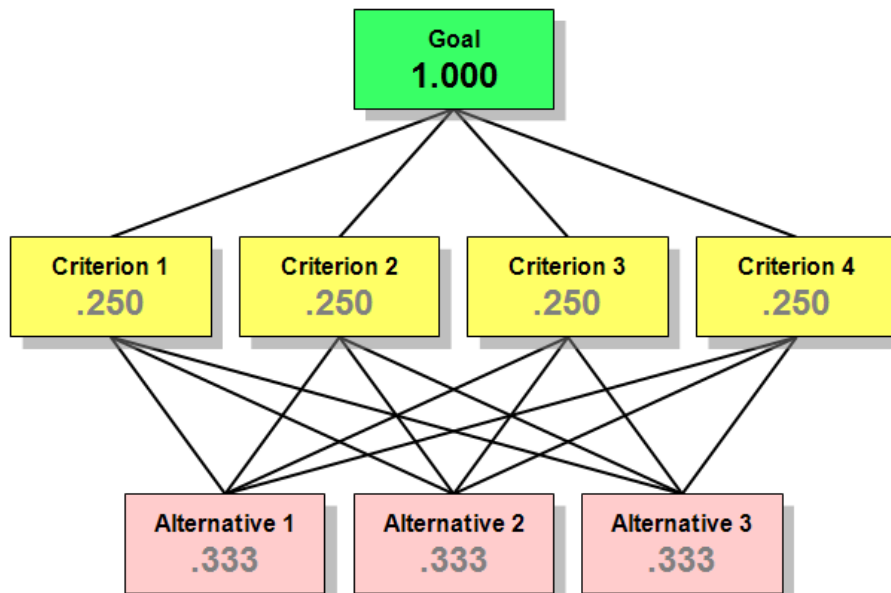 Goal
1.000
Criterion 1
.250
Criterion 2
.250
Criterion 3
.250
Criterion 4
.250
Alternative 1
.333
Alternative 2
.333
Alternative 3
.333